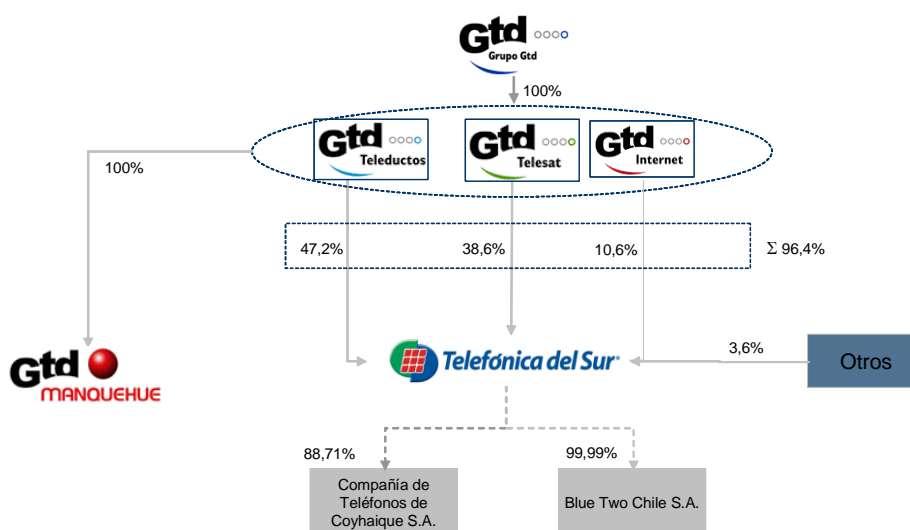 Gtd
Grupo Gtd
100%
Gtd
Teleductos
Gtd
Telesat
Gtd
Internet
100%
47,2%
38,6%
10,6%
Σ 96,4%
Gtd
MANQUEHUE
Telefónica del Sur
3,6%
Otros
88,71%
99,99%
Compañía de
Teléfonos de
Coyhaique S.A.
Blue Two Chile S.A.